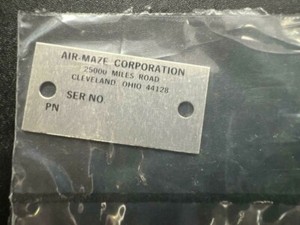 AIR-MAZE CORPORATION
25000 MILES ROAD
CLEVELAND, OHIO 44128
SER NO
PN